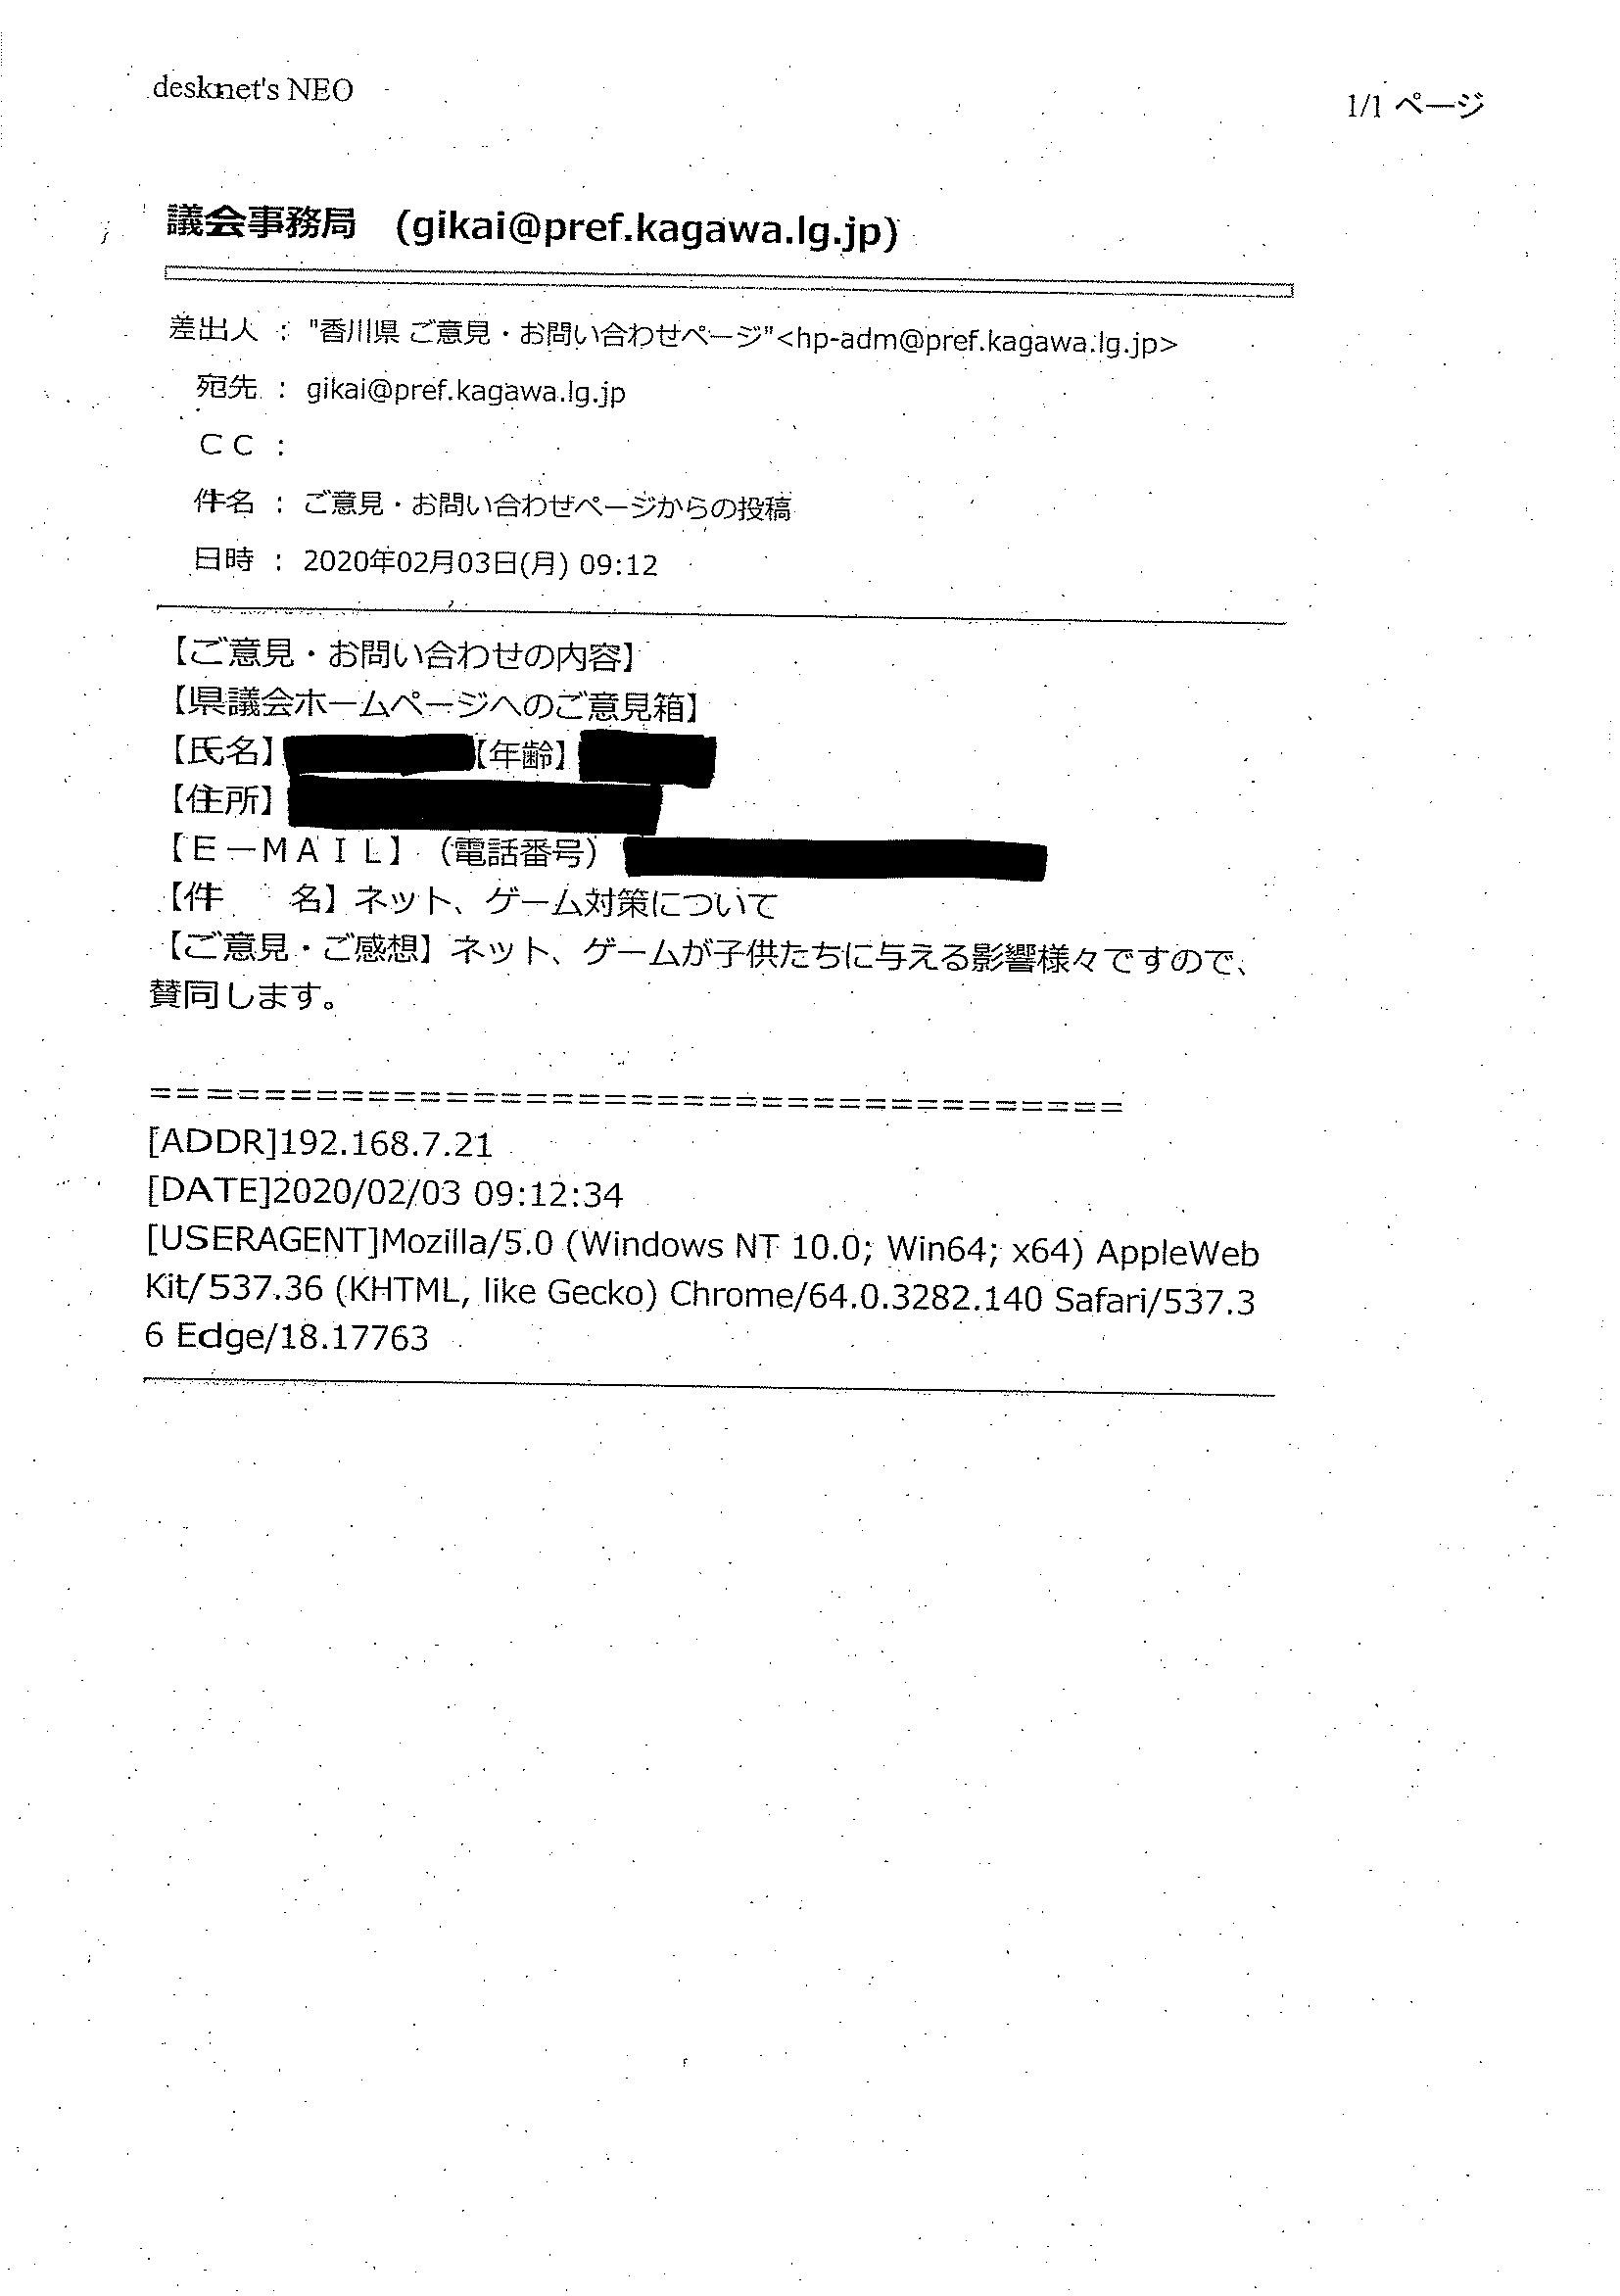 desknet's NEO
1/1 ページ
議会事務局 (gikai@pref.kagawa.lg.jp)
差出人 : "香川県 ご意見・お問い合わせページ"<hp-adm@pref.kagawa.lg.jp>
宛先 : gikai@pref.kagawa.lg.jp
ＣＣ :
件名 : ご意見・お問い合わせページからの投稿
日時 : 2020年02月03日(月) 09:12
【ご意見・お問い合わせの内容】
【県議会ホームページへのご意見箱】
【氏名】 【年齢】
【住所】
【Ｅ－ＭＡＩＬ】（電話番号）
【件　　名】ネット、ゲーム対策について
【ご意見・ご感想】ネット、ゲームが子供たちに与える影響様々ですので、
賛同します。
＝＝＝＝＝＝＝＝＝＝＝＝＝＝＝＝＝＝＝＝＝＝＝＝＝＝＝＝＝＝＝＝＝＝＝＝＝＝
[ADDR]192.168.7.21
[DATE]2020/02/03 09:12:34
[USERAGENT]Mozilla/5.0 (Windows NT 10.0; Win64; x64) AppleWeb
Kit/537.36 (KHTML, like Gecko) Chrome/64.0.3282.140 Safari/537.3
6 Edge/18.17763